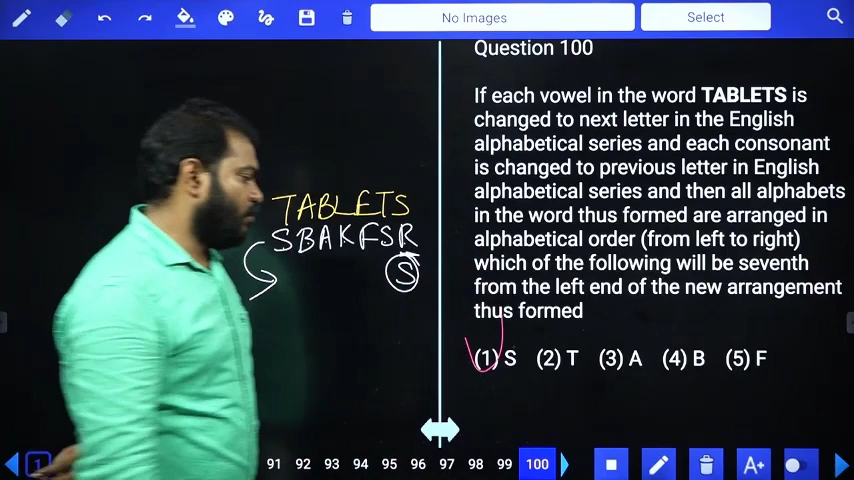 No Images
Select
Question 100
If each vowel in the word TABLETS is
changed to next letter in the English
alphabetical series and each consonant
is changed to previous letter in English
alphabetical series and then all alphabets
in the word thus formed are arranged in
alphabetical order (from left to right)
which of the following will be seventh
from the left end of the new arrangement
thus formed
(1) S (2) T (3) A (4) B (5) F
TABLETS
SBAKFSR
S
1
91 92 93 94 95 96 97 98 99 100
A+